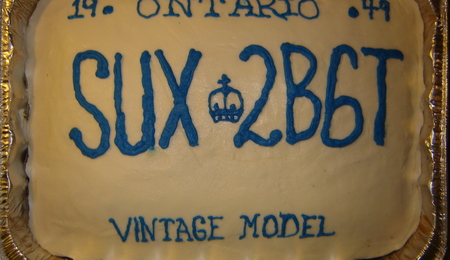 19. ONTARIO .49
SUX 2B6T
VINTAGE MODEL